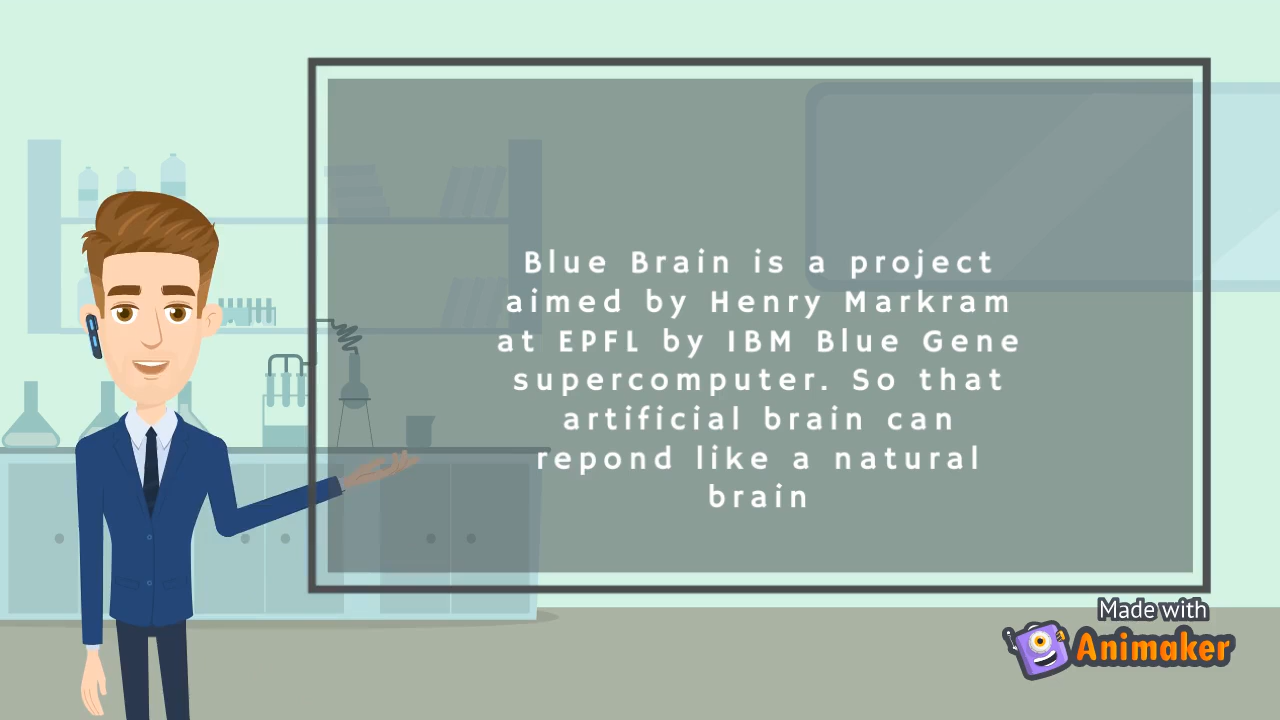 Blue Brain is a project
aimed by Henry Markram
at EPFL by IBM Blue Gene
supercomputer. So that
artificial brain can
repond like a natural
brain
Made with
Animaker